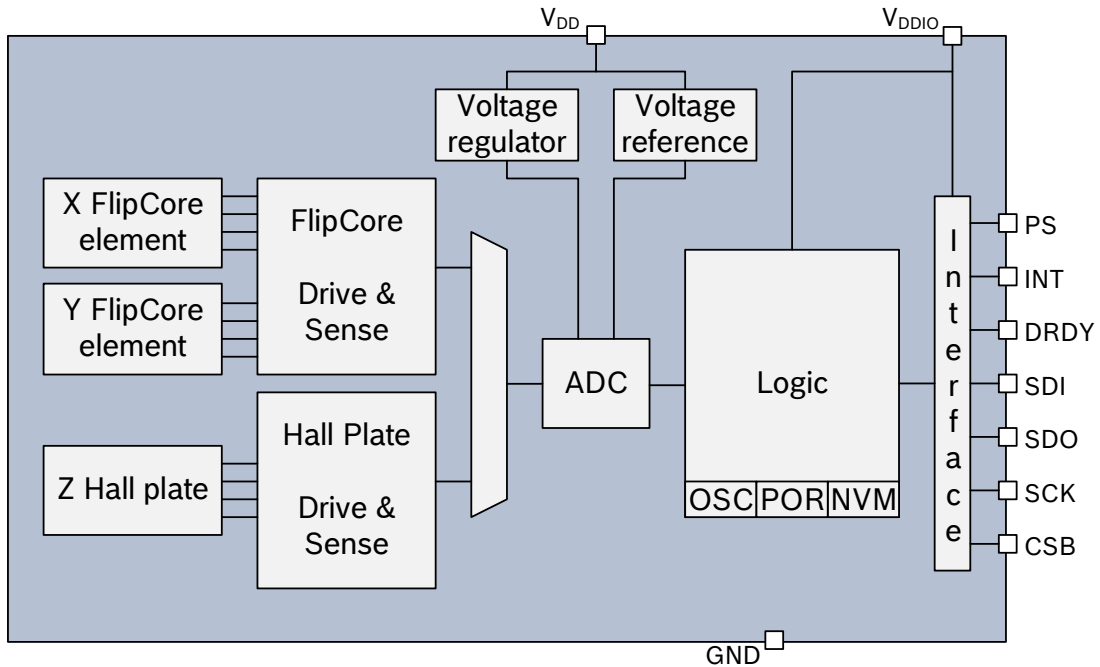 VDD
VDDIO
Voltage
regulator
Voltage
reference
X FlipCore
element
Y FlipCore
element
FlipCore
Drive &
Sense
Z Hall plate
Hall Plate
Drive &
Sense
ADC
Logic
OSC
POR
NVM
Interface
PS
INT
DRDY
SDI
SDO
SCK
CSB
GND